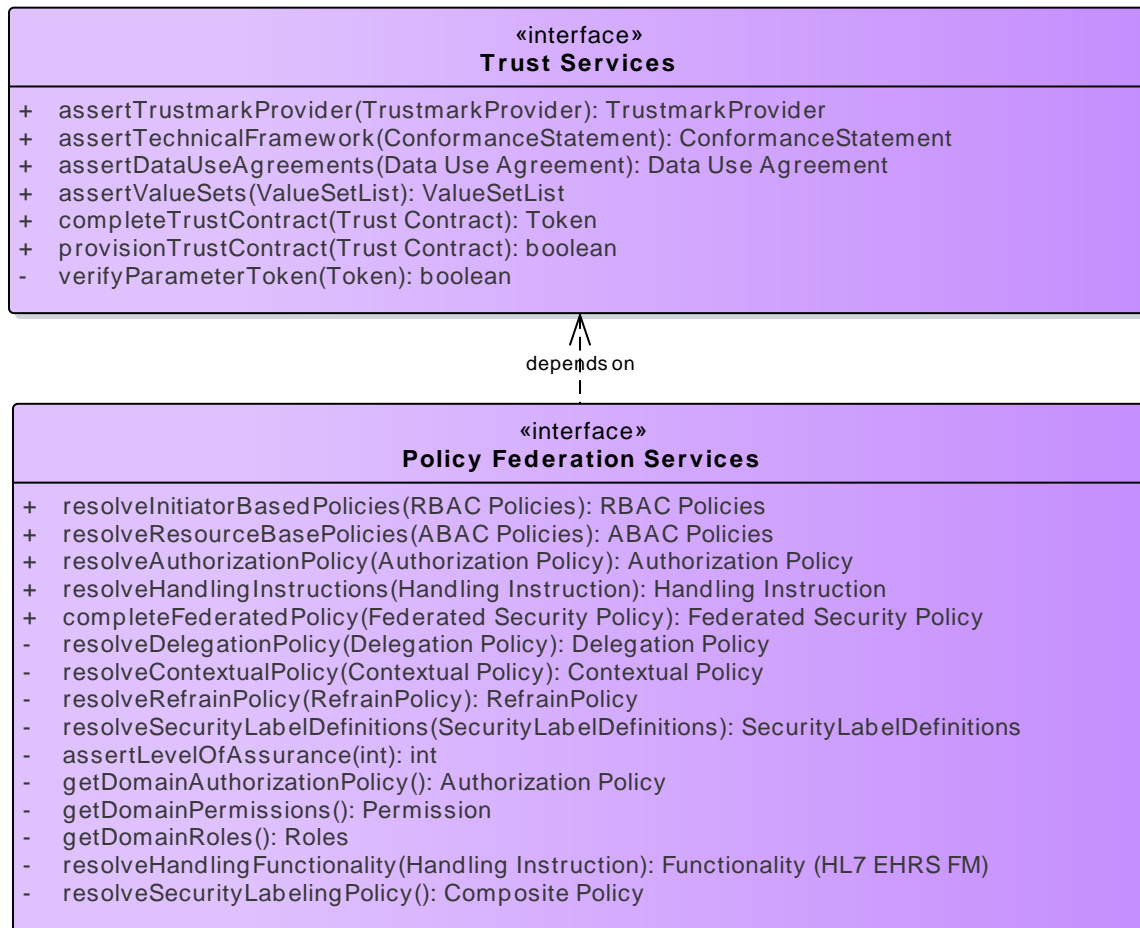 «interface»
Trust Services
+ assertTrustmarkProvider(TrustmarkProvider): TrustmarkProvider
+ assertTechnicalFramework(ConformanceStatement): ConformanceStatement
+ assertDataUseAgreements(Data Use Agreement): Data Use Agreement
+ assertValueSets(ValueSetList): ValueSetList
+ completeTrustContract(Trust Contract): Token
+ provisionTrustContract(Trust Contract): boolean
- verifyParameterToken(Token): boolean
depends on
«interface»
Policy Federation Services
+ resolveInitiatorBasedPolicies(RBAC Policies): RBAC Policies
+ resolveResourceBasePolicies(ABAC Policies): ABAC Policies
+ resolveAuthorizationPolicy(Authorization Policy): Authorization Policy
+ resolveHandlingInstructions(Handling Instruction): Handling Instruction
+ completeFederatedPolicy(Federated Security Policy): Federated Security Policy
- resolveDelegationPolicy(Delegation Policy): Delegation Policy
- resolveContextualPolicy(Contextual Policy): Contextual Policy
- resolveRefrainPolicy(RefrainPolicy): RefrainPolicy
- resolveSecurityLabelDefinitions(SecurityLabelDefinitions): SecurityLabelDefinitions
- assertLevelOfAssurance(int): int
- getDomainAuthorizationPolicy(): Authorization Policy
- getDomainPermissions(): Permission
- getDomainRoles(): Roles
- resolveHandlingFunctionality(Handling Instruction): Functionality (HL7 EHRS FM)
- resolveSecurityLabelingPolicy(): Composite Policy